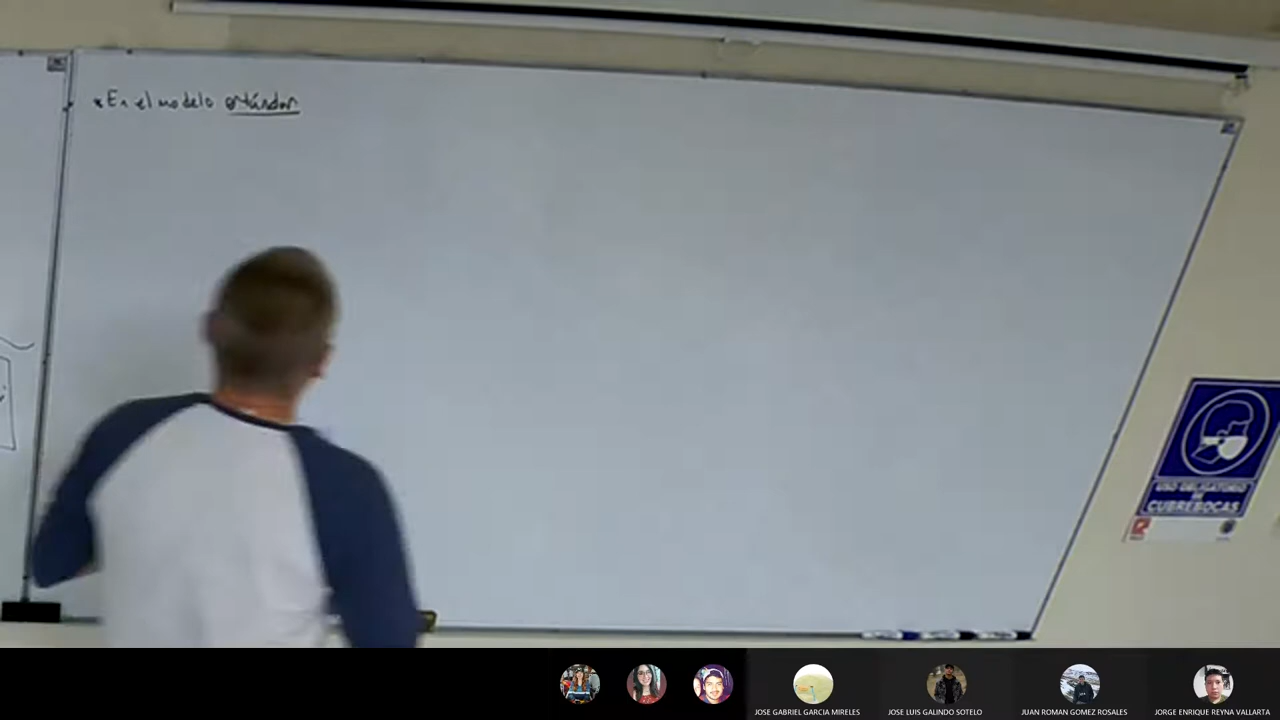 *En el modelo estándar
USO OBLIGATORIO
DE
CUBREBOCAS
JOSE GABRIEL GARCIA MIRELES
JOSE LUIS GALINDO SOTELO
JUAN ROMAN GOMEZ ROSALES
JORGE ENRIQUE REYNA VALLARTA